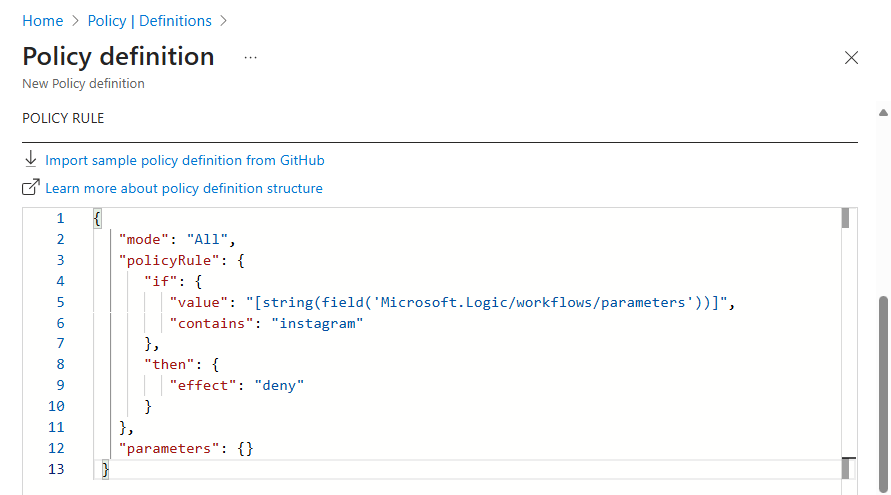 Home > Policy | Definitions >
Policy definition ...
New Policy definition
POLICY RULE
Import sample policy definition from GitHub
Learn more about policy definition structure
1 {
2 "mode": "All",
3 "policyRule": {
4 "if": {
5 "value": "[string(field('Microsoft.Logic/workflows/parameters'))]",
6 "contains": "instagram"
7 },
8 "then": {
9 "effect": "deny"
10 }
11 },
12 "parameters": {}
13 }